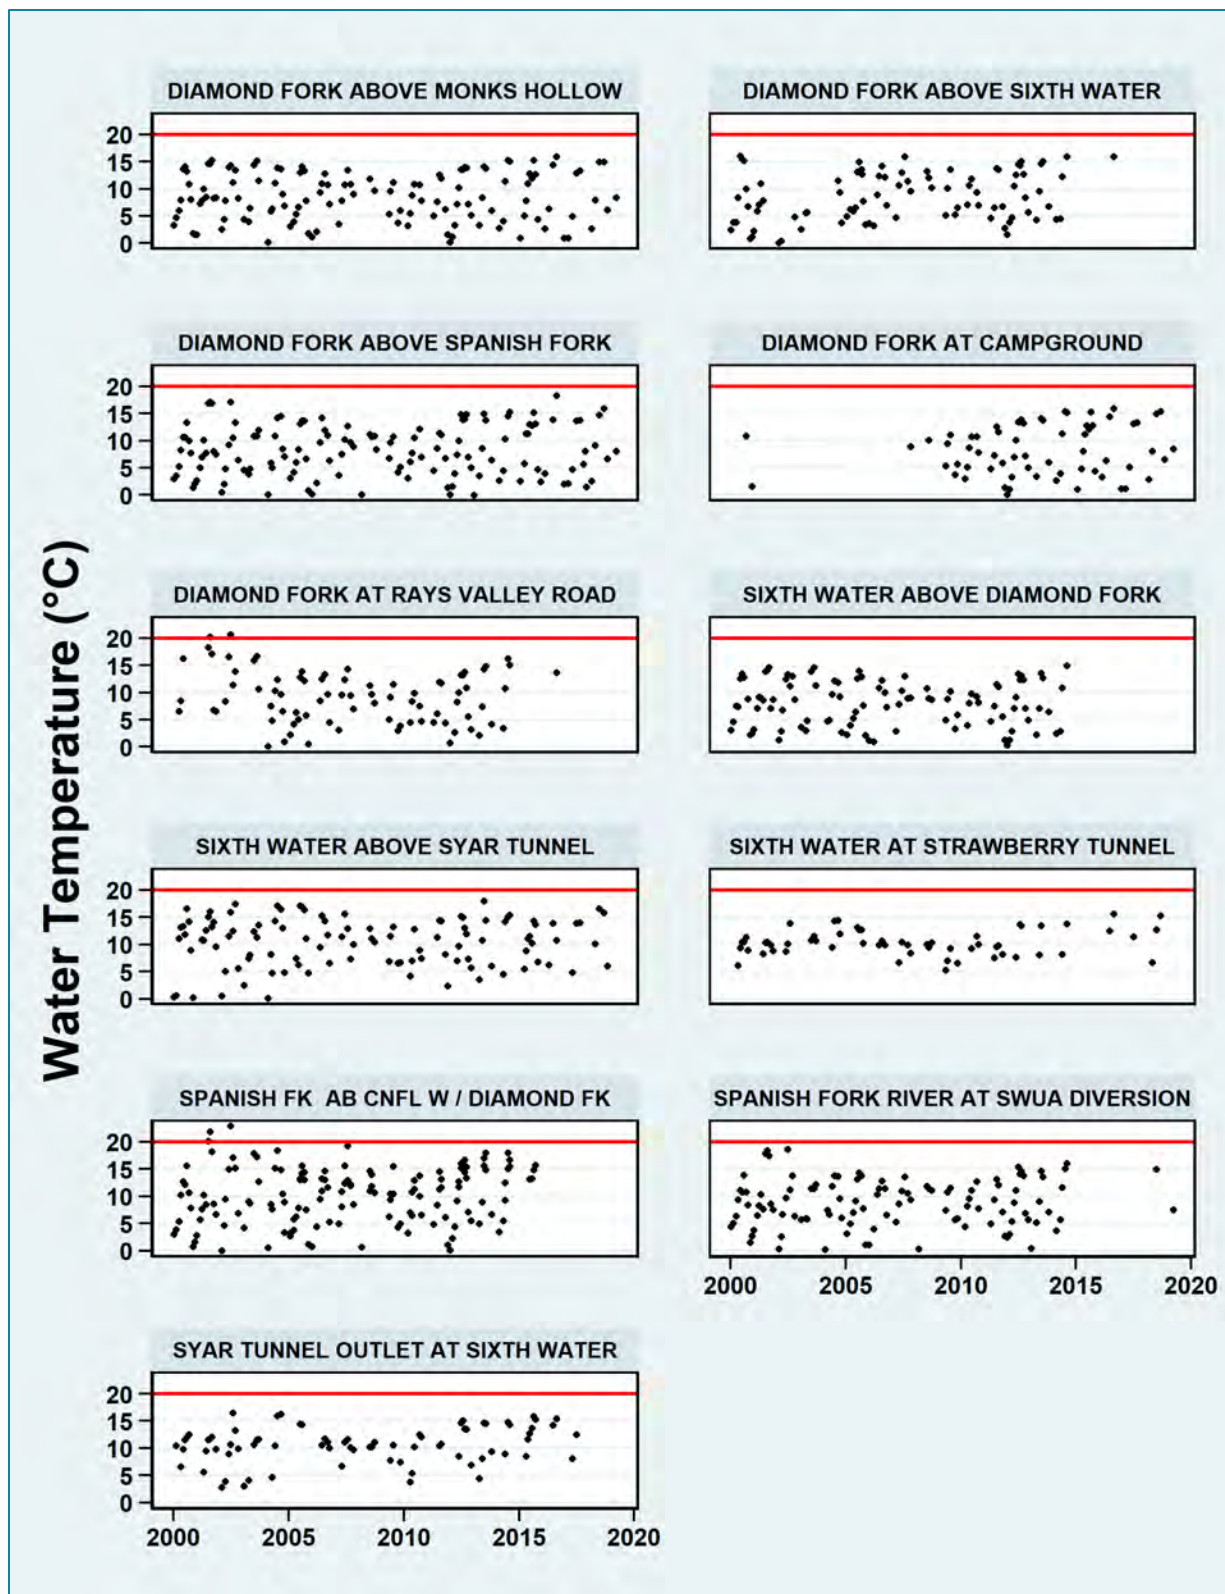 Water Temperature (°C)
DIAMOND FORK ABOVE MONKS HOLLOW
20
15
10
5
0
DIAMOND FORK ABOVE SIXTH WATER
DIAMOND FORK ABOVE SPANISH FORK
20
15
10
5
0
DIAMOND FORK AT CAMPGROUND
DIAMOND FORK AT RAYS VALLEY ROAD
20
15
10
5
0
SIXTH WATER ABOVE DIAMOND FORK
SIXTH WATER ABOVE SYAR TUNNEL
20
15
10
5
0
SIXTH WATER AT STRAWBERRY TUNNEL
SPANISH FK AB CNFL W / DIAMOND FK
20
15
10
5
0
SPANISH FORK RIVER AT SWUA DIVERSION
2000 2005 2010 2015 2020
SYAR TUNNEL OUTLET AT SIXTH WATER
20
15
10
5
0
2000 2005 2010 2015 2020